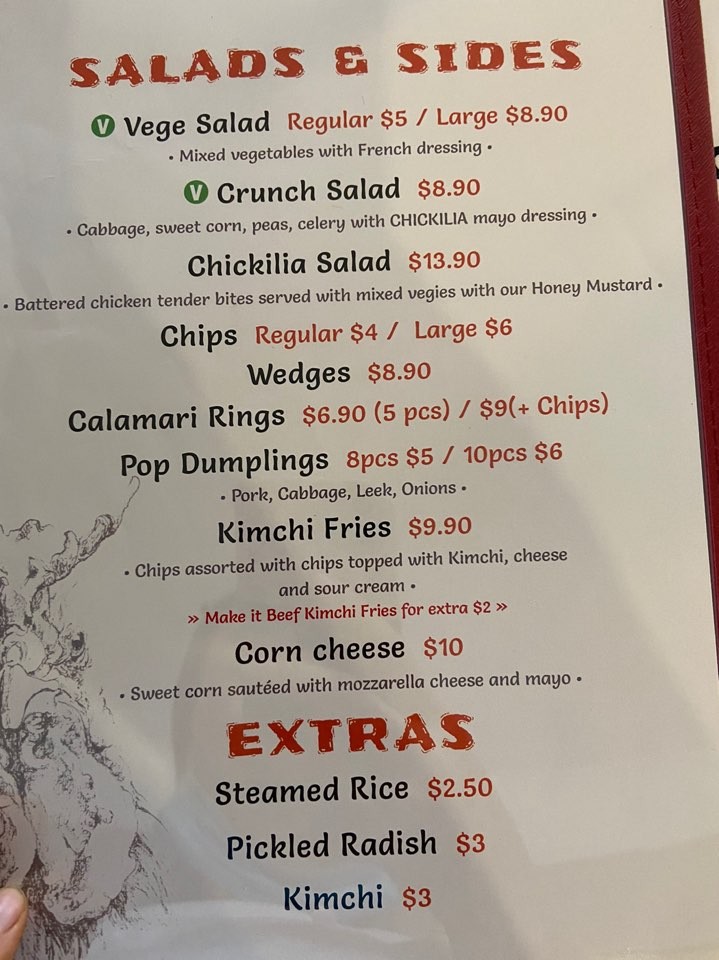 SALADS & SIDES
V Vege Salad Regular $5 / Large $8.90
• Mixed vegetables with French dressing •
V Crunch Salad $8.90
• Cabbage, sweet corn, peas, celery with CHICKILIA mayo dressing •
Chickilia Salad $13.90
• Battered chicken tender bites served with mixed vegies with our Honey Mustard •
Chips Regular $4 / Large $6
Wedges $8.90
Calamari Rings $6.90 (5 pcs) / $9(+ Chips)
Pop Dumplings 8pcs $5 / 10pcs $6
• Pork, Cabbage, Leek, Onions •
Kimchi Fries $9.90
• Chips assorted with chips topped with Kimchi, cheese
and sour cream •
» Make it Beef Kimchi Fries for extra $2 »
Corn cheese $10
• Sweet corn sautéed with mozzarella cheese and mayo •
EXTRAS
Steamed Rice $2.50
Pickled Radish $3
Kimchi $3